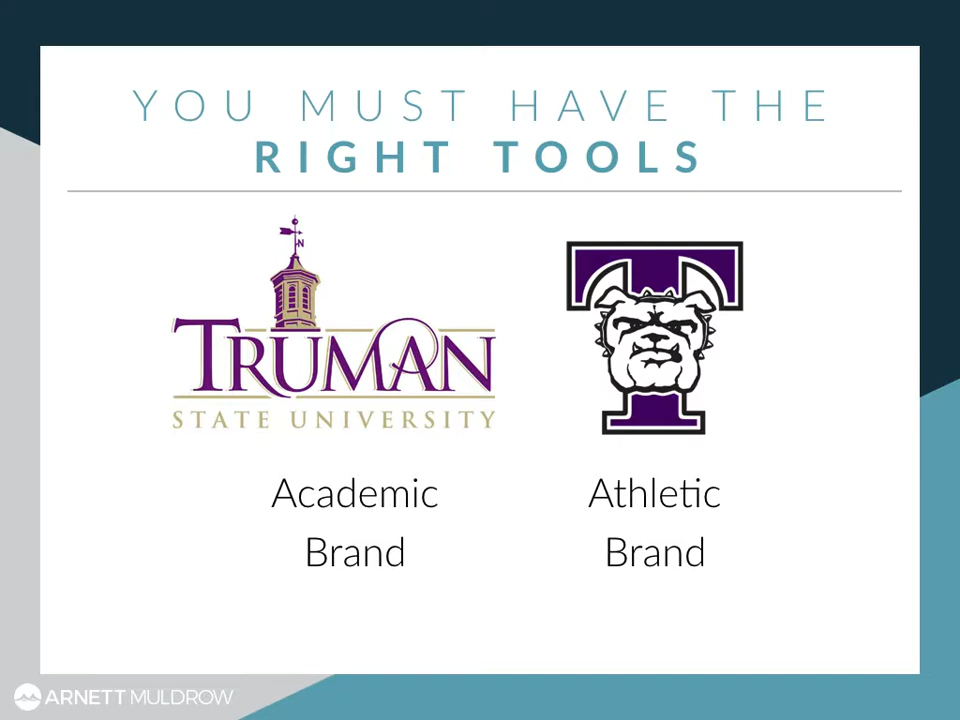 YOU MUST HAVE THE
RIGHT TOOLS
N
TRUMAN
STATE UNIVERSITY
T
Academic
Brand
Athletic
Brand
ARNETT MULDROW